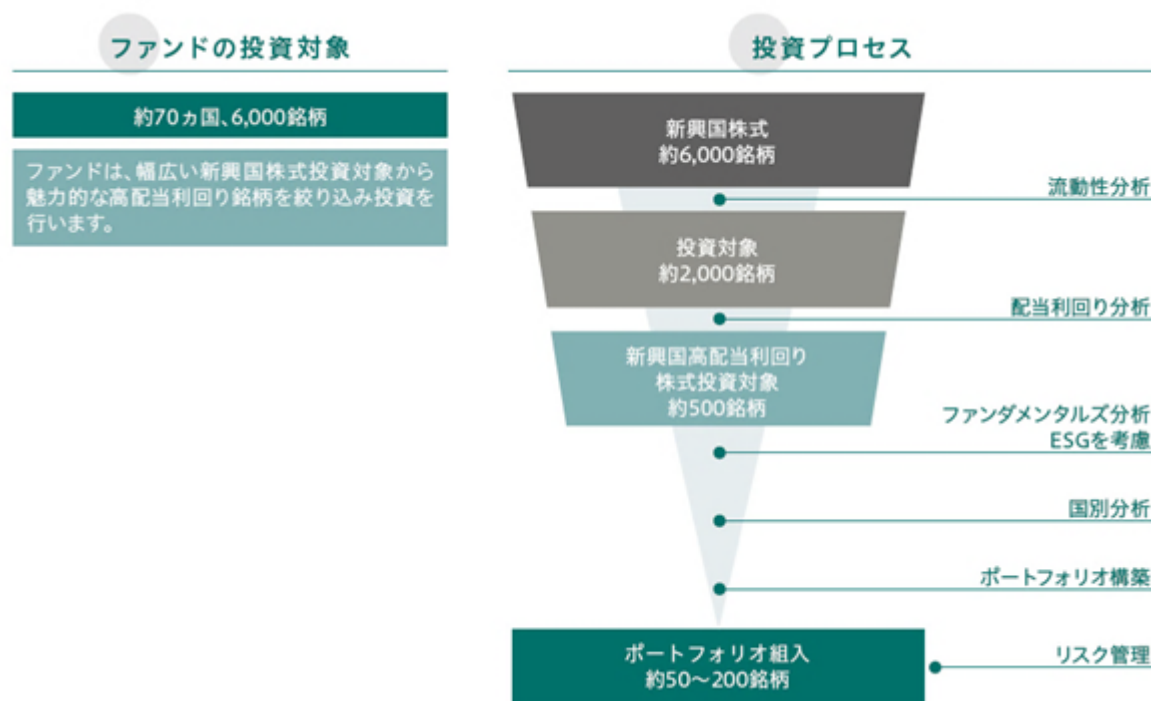 ファンドの投資対象
約70ヵ国、6,000銘柄
ファンドは、幅広い新興国株式投資対象から
魅力的な高配当利回り銘柄を絞り込み投資を
行います。
投資プロセス
新興国株式
約6,000銘柄
流動性分析
投資対象
約2,000銘柄
配当利回り分析
新興国高配当利回り
株式投資対象
約500銘柄
ファンダメンタルズ分析
ESGを考慮
国別分析
ポートフォリオ構築
ポートフォリオ組入
約50〜200銘柄
リスク管理